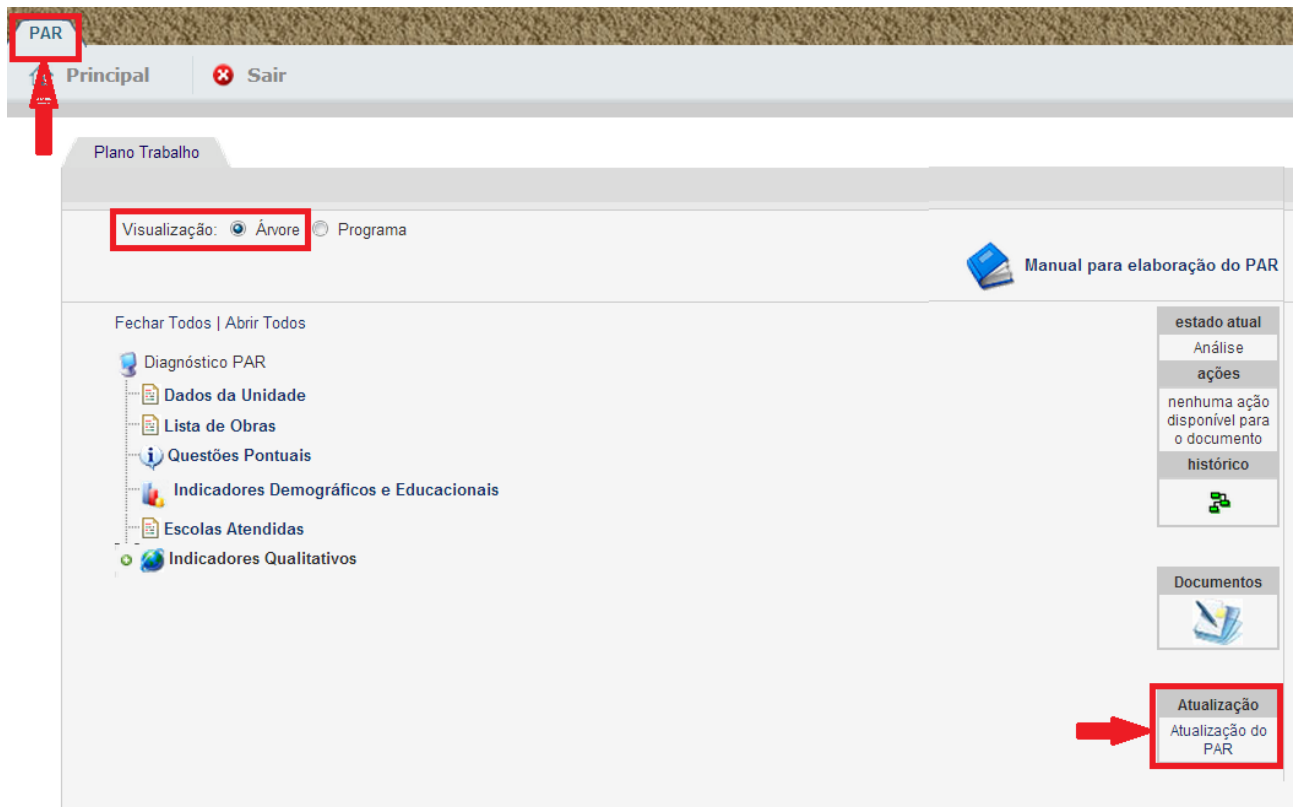 PAR
Principal
Sair
Plano Trabalho
Visualização: Árvore Programa
Manual para elaboração do PAR
Fechar Todos | Abrir Todos
Diagnóstico PAR
Dados da Unidade
Lista de Obras
Questões Pontuais
Indicadores Demográficos e Educacionais
Escolas Atendidas
Indicadores Qualitativos
estado atual
Análise
ações
nenhuma ação
disponível para
o documento
histórico
Documentos
Atualização
Atualização do
PAR